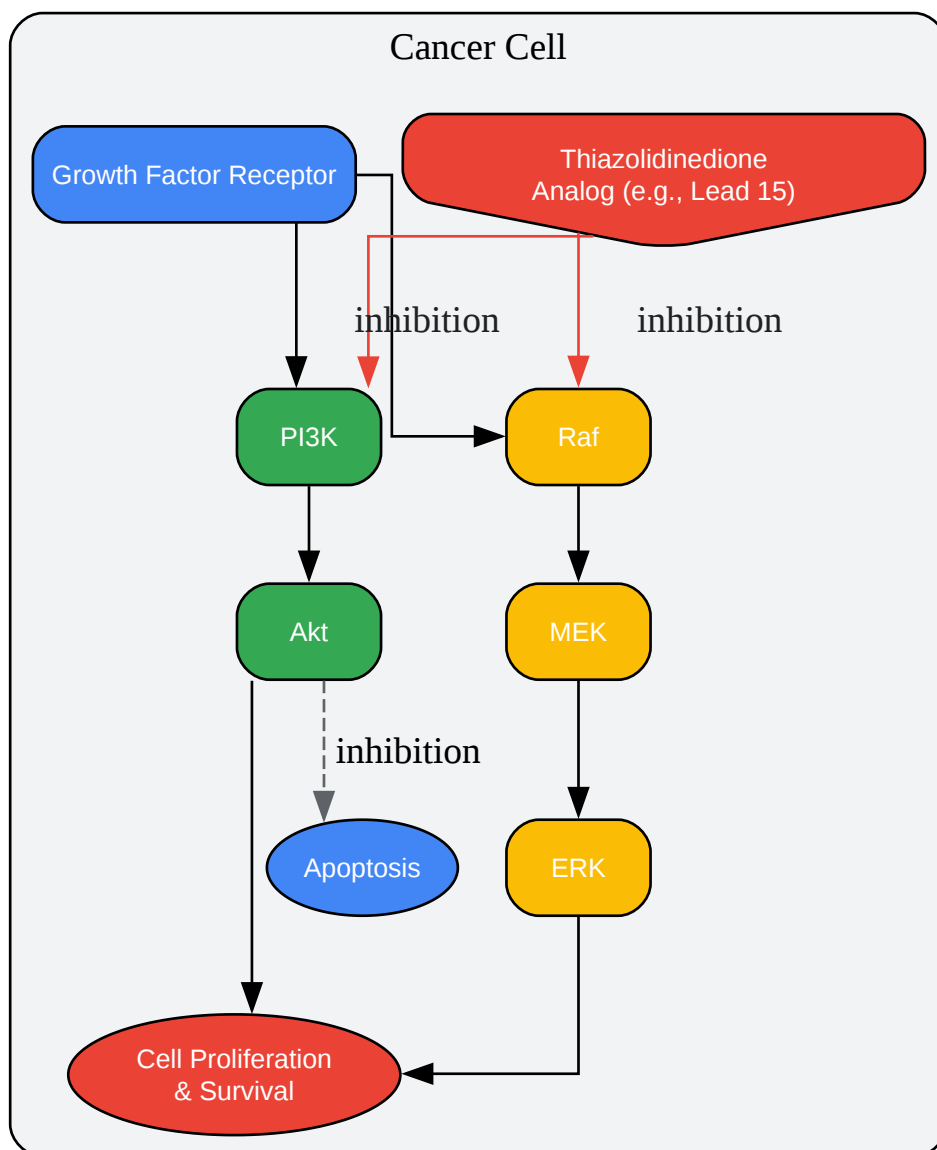 Cancer Cell
Growth Factor Receptor
Thiazolidinedione
Analog (e.g., Lead 15)
inhibition
inhibition
PI3K
Raf
Akt
MEK
inhibition
Apoptosis
ERK
Cell Proliferation
& Survival